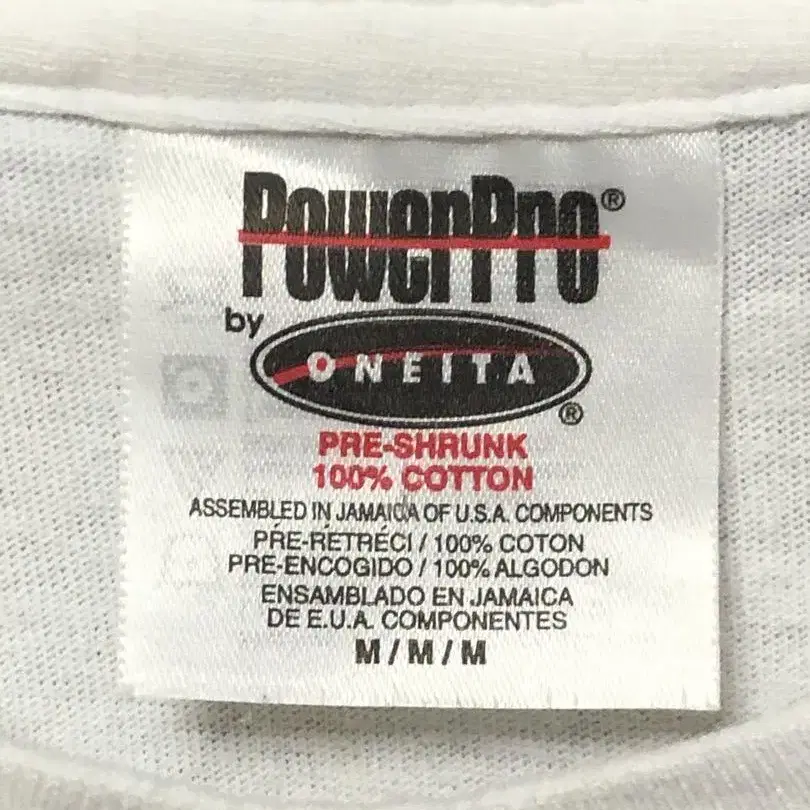 PowerPro®
by
ONEITA®
PRE-SHRUNK
100% COTTON
ASSEMBLED IN JAMAICA OF U.S.A. COMPONENTS
PRÉ-RÉTRÉCI / 100% COTON
PRE-ENCOGIDO / 100% ALGODON
ENSAMBLADO EN JAMAICA
DE E.U.A. COMPONENTES
M / M / M